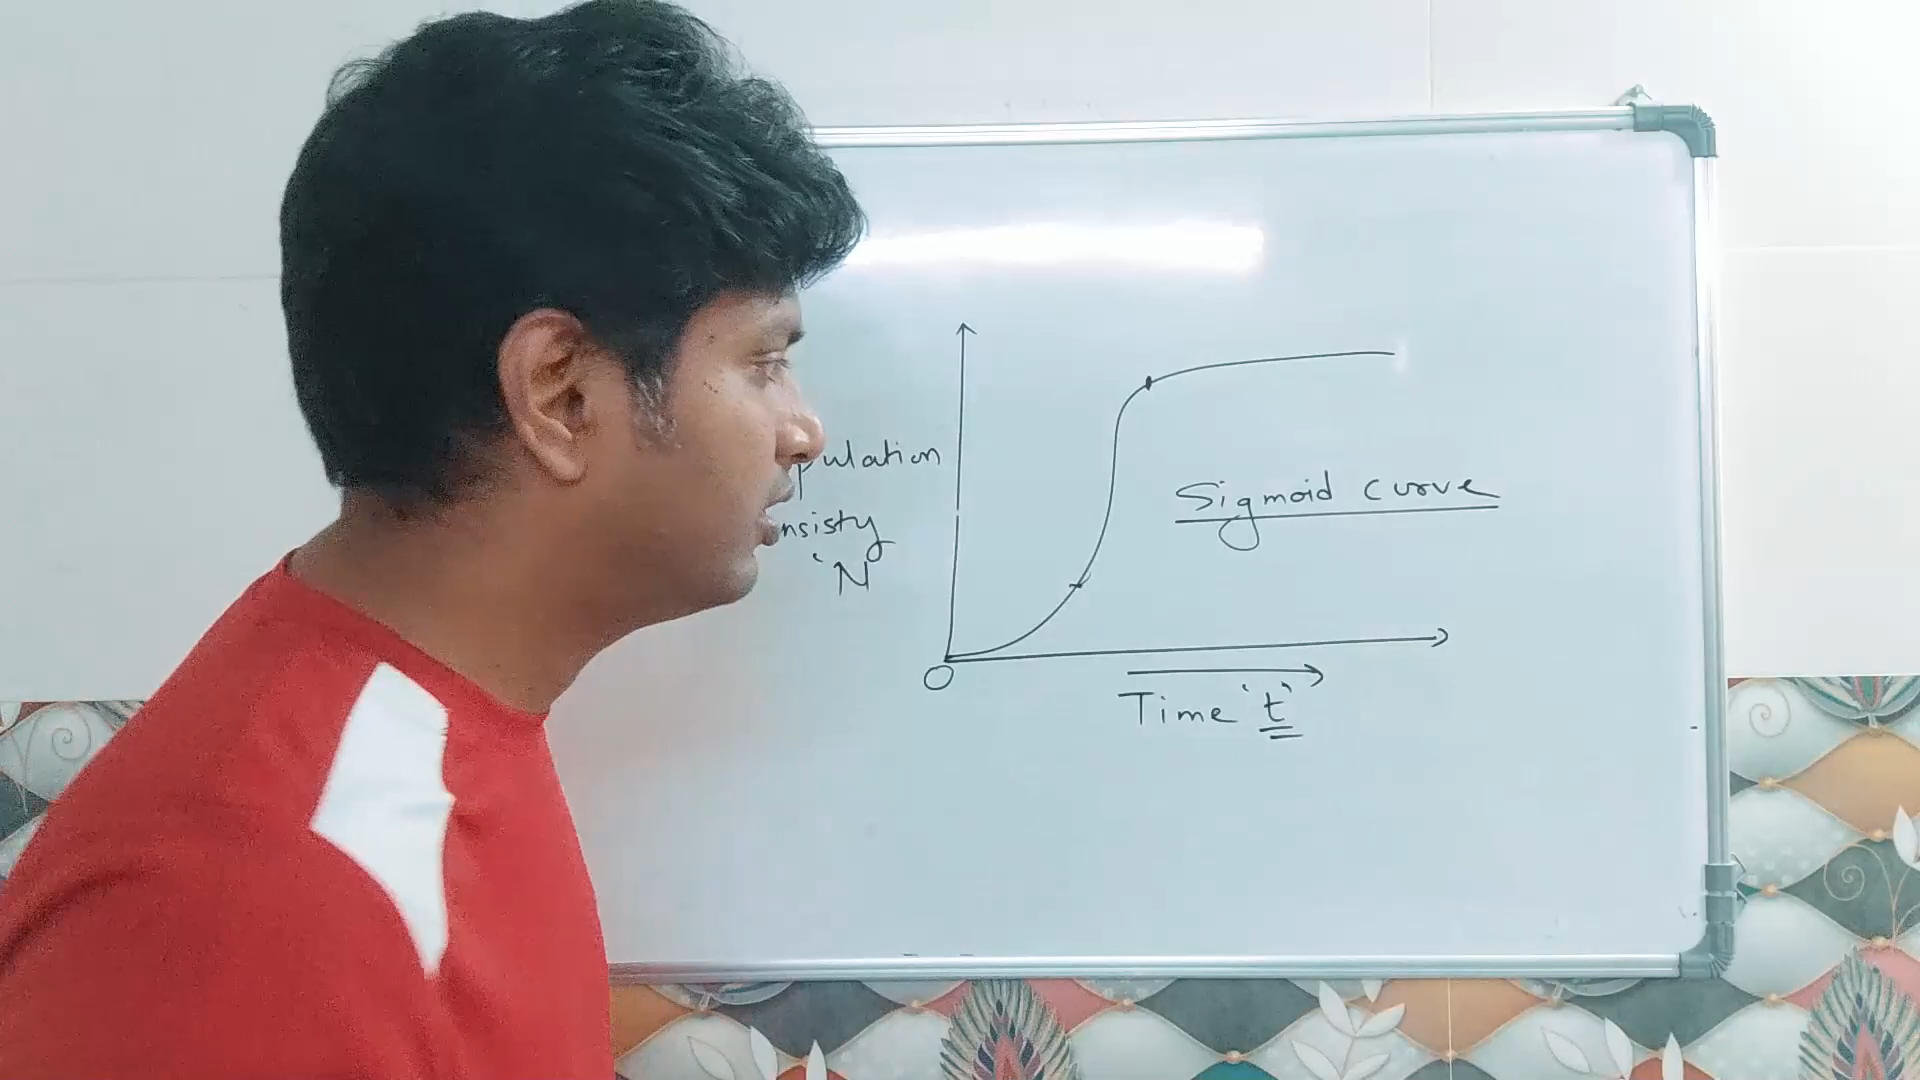 pulation
nsisty
'N
Sigmoid curve
O
Time 't'